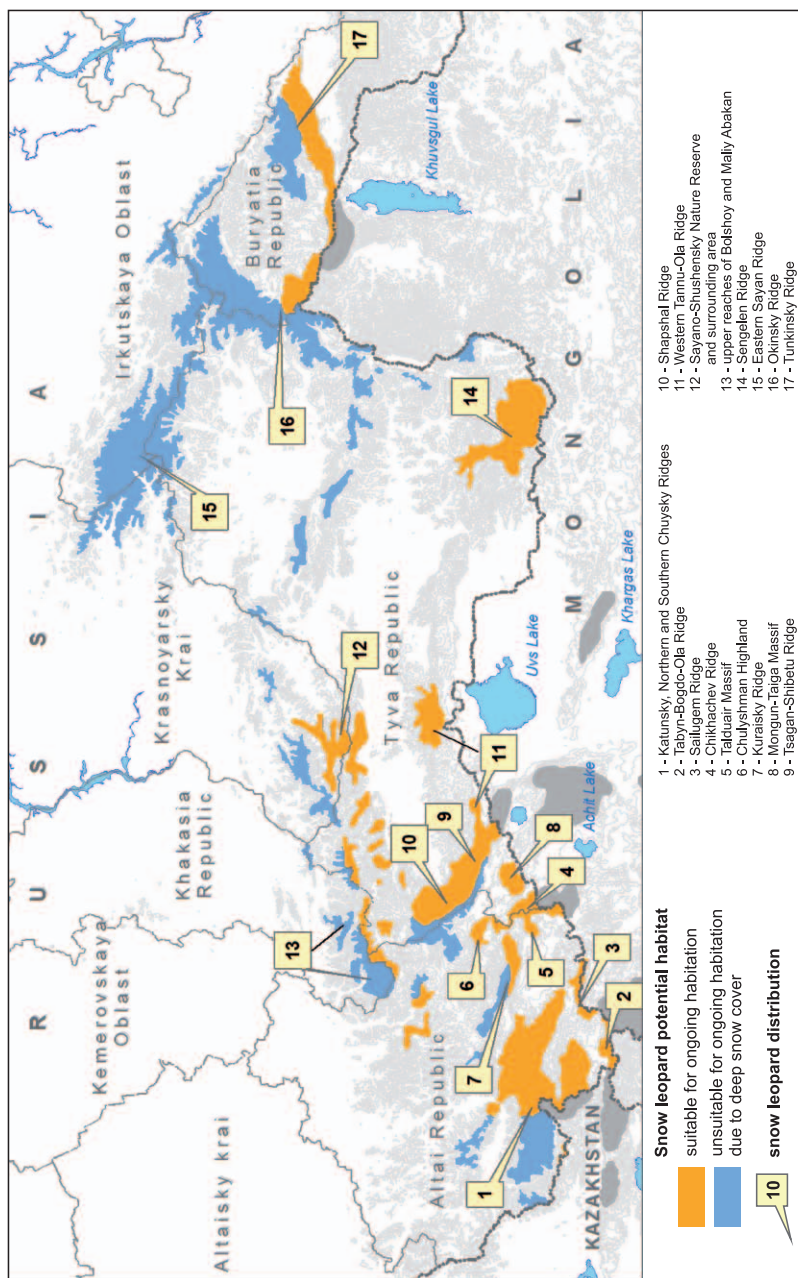 R U S S I A
Kemerovskaya
Oblast
Khakasia
Republic
Krasnoyarsky
Krai
Irkutskaya Oblast
Altaisky krai
Altai Republic
Tyva Republic
Buryatia
Republic
KAZAKHSTAN
M O N G O L I A
Achit Lake
Uvs Lake
Khargas Lake
Khuvsgul Lake
1
2
3
4
5
6
7
8
9
10
11
12
13
14
15
16
17
Snow leopard potential habitat
suitable for ongoing habitation
unsuitable for ongoing habitation
due to deep snow cover
10
snow leopard distribution
1 - Katunsky, Northern and Southern Chuysky Ridges
2 - Tabyn-Bogdo-Ola Ridge
3 - Sailugem Ridge
4 - Chikhachev Ridge
5 - Talduair Massif
6 - Chulyshman Highland
7 - Kuraisky Ridge
8 - Mongun-Taiga Massif
9 - Tsagan-Shibetu Ridge
10 - Shapshal Ridge
11 - Western Tannu-Ola Ridge
12 - Sayano-Shushensky Nature Reserve
and surrounding area
13 - upper reaches of Bolshoy and Maliy Abakan
14 - Sengelen Ridge
15 - Eastern Sayan Ridge
16 - Okinsky Ridge
17 - Tunkinsky Ridge